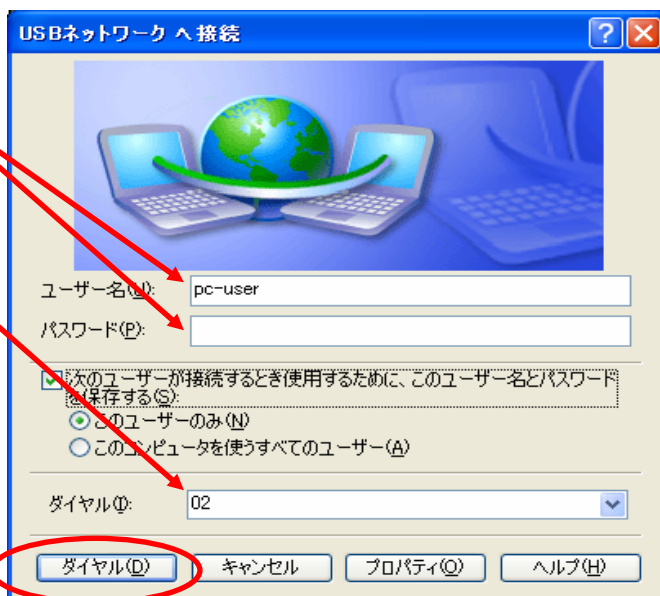 USBネットワーク へ接続
ユーザー名(U):
pc-user
パスワード(P):
次のユーザーが接続するとき使用するために、このユーザー名とパスワード
を保存する(S):
このユーザーのみ(N)
このコンピュータを使うすべてのユーザー(A)
ダイヤル(I):
02
ダイヤル(D) キャンセル プロパティ(O) ヘルプ(H)